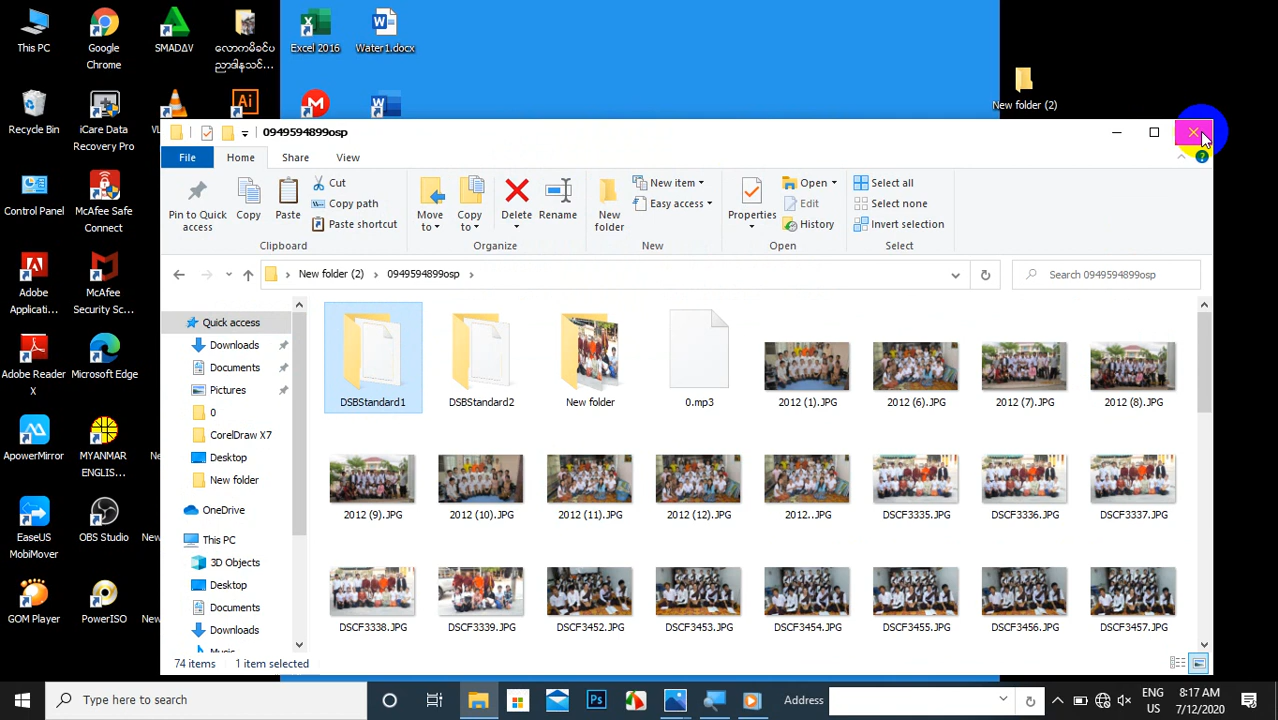 This PC
Google
Chrome
SMADΔV
လောကမိခင်ပ
ညာဒါနသင်...
Excel 2016
Water1.docx
New folder (2)
Recycle Bin
iCare Data
Recovery Pro
Ai
Control Panel
McAfee Safe
Connect
Adobe
Applicati...
McAfee
Security Sc...
Adobe Reader
X
Microsoft Edge
ApowerMirror
MYANMAR
ENGLIS...
EaseUS
MobiMover
OBS Studio
GOM Player
PowerISO
0949594899osp
File
Home
Share
View
Pin to Quick
access
Copy
Paste
Cut
Copy path
Paste shortcut
Clipboard
Move
to
Copy
to
Delete
Rename
Organize
New
folder
New item
Easy access
New
Properties
Open
Edit
History
Open
Select all
Select none
Invert selection
Select
New folder (2) > 0949594899osp >
Search 0949594899osp
Quick access
Downloads
Documents
Pictures
0
CorelDraw X7
Desktop
New folder
OneDrive
This PC
3D Objects
Desktop
Documents
Downloads
Music
DSBStandard1
DSBStandard2
New folder
0.mp3
2012 (1).JPG
2012 (6).JPG
2012 (7).JPG
2012 (8).JPG
2012 (9).JPG
2012 (10).JPG
2012 (11).JPG
2012 (12).JPG
2012..JPG
DSCF3335.JPG
DSCF3336.JPG
DSCF3337.JPG
DSCF3338.JPG
DSCF3339.JPG
DSCF3452.JPG
DSCF3453.JPG
DSCF3454.JPG
DSCF3455.JPG
DSCF3456.JPG
DSCF3457.JPG
74 items
1 item selected
Type here to search
Ps
Address
ENG
US
8:17 AM
7/12/2020